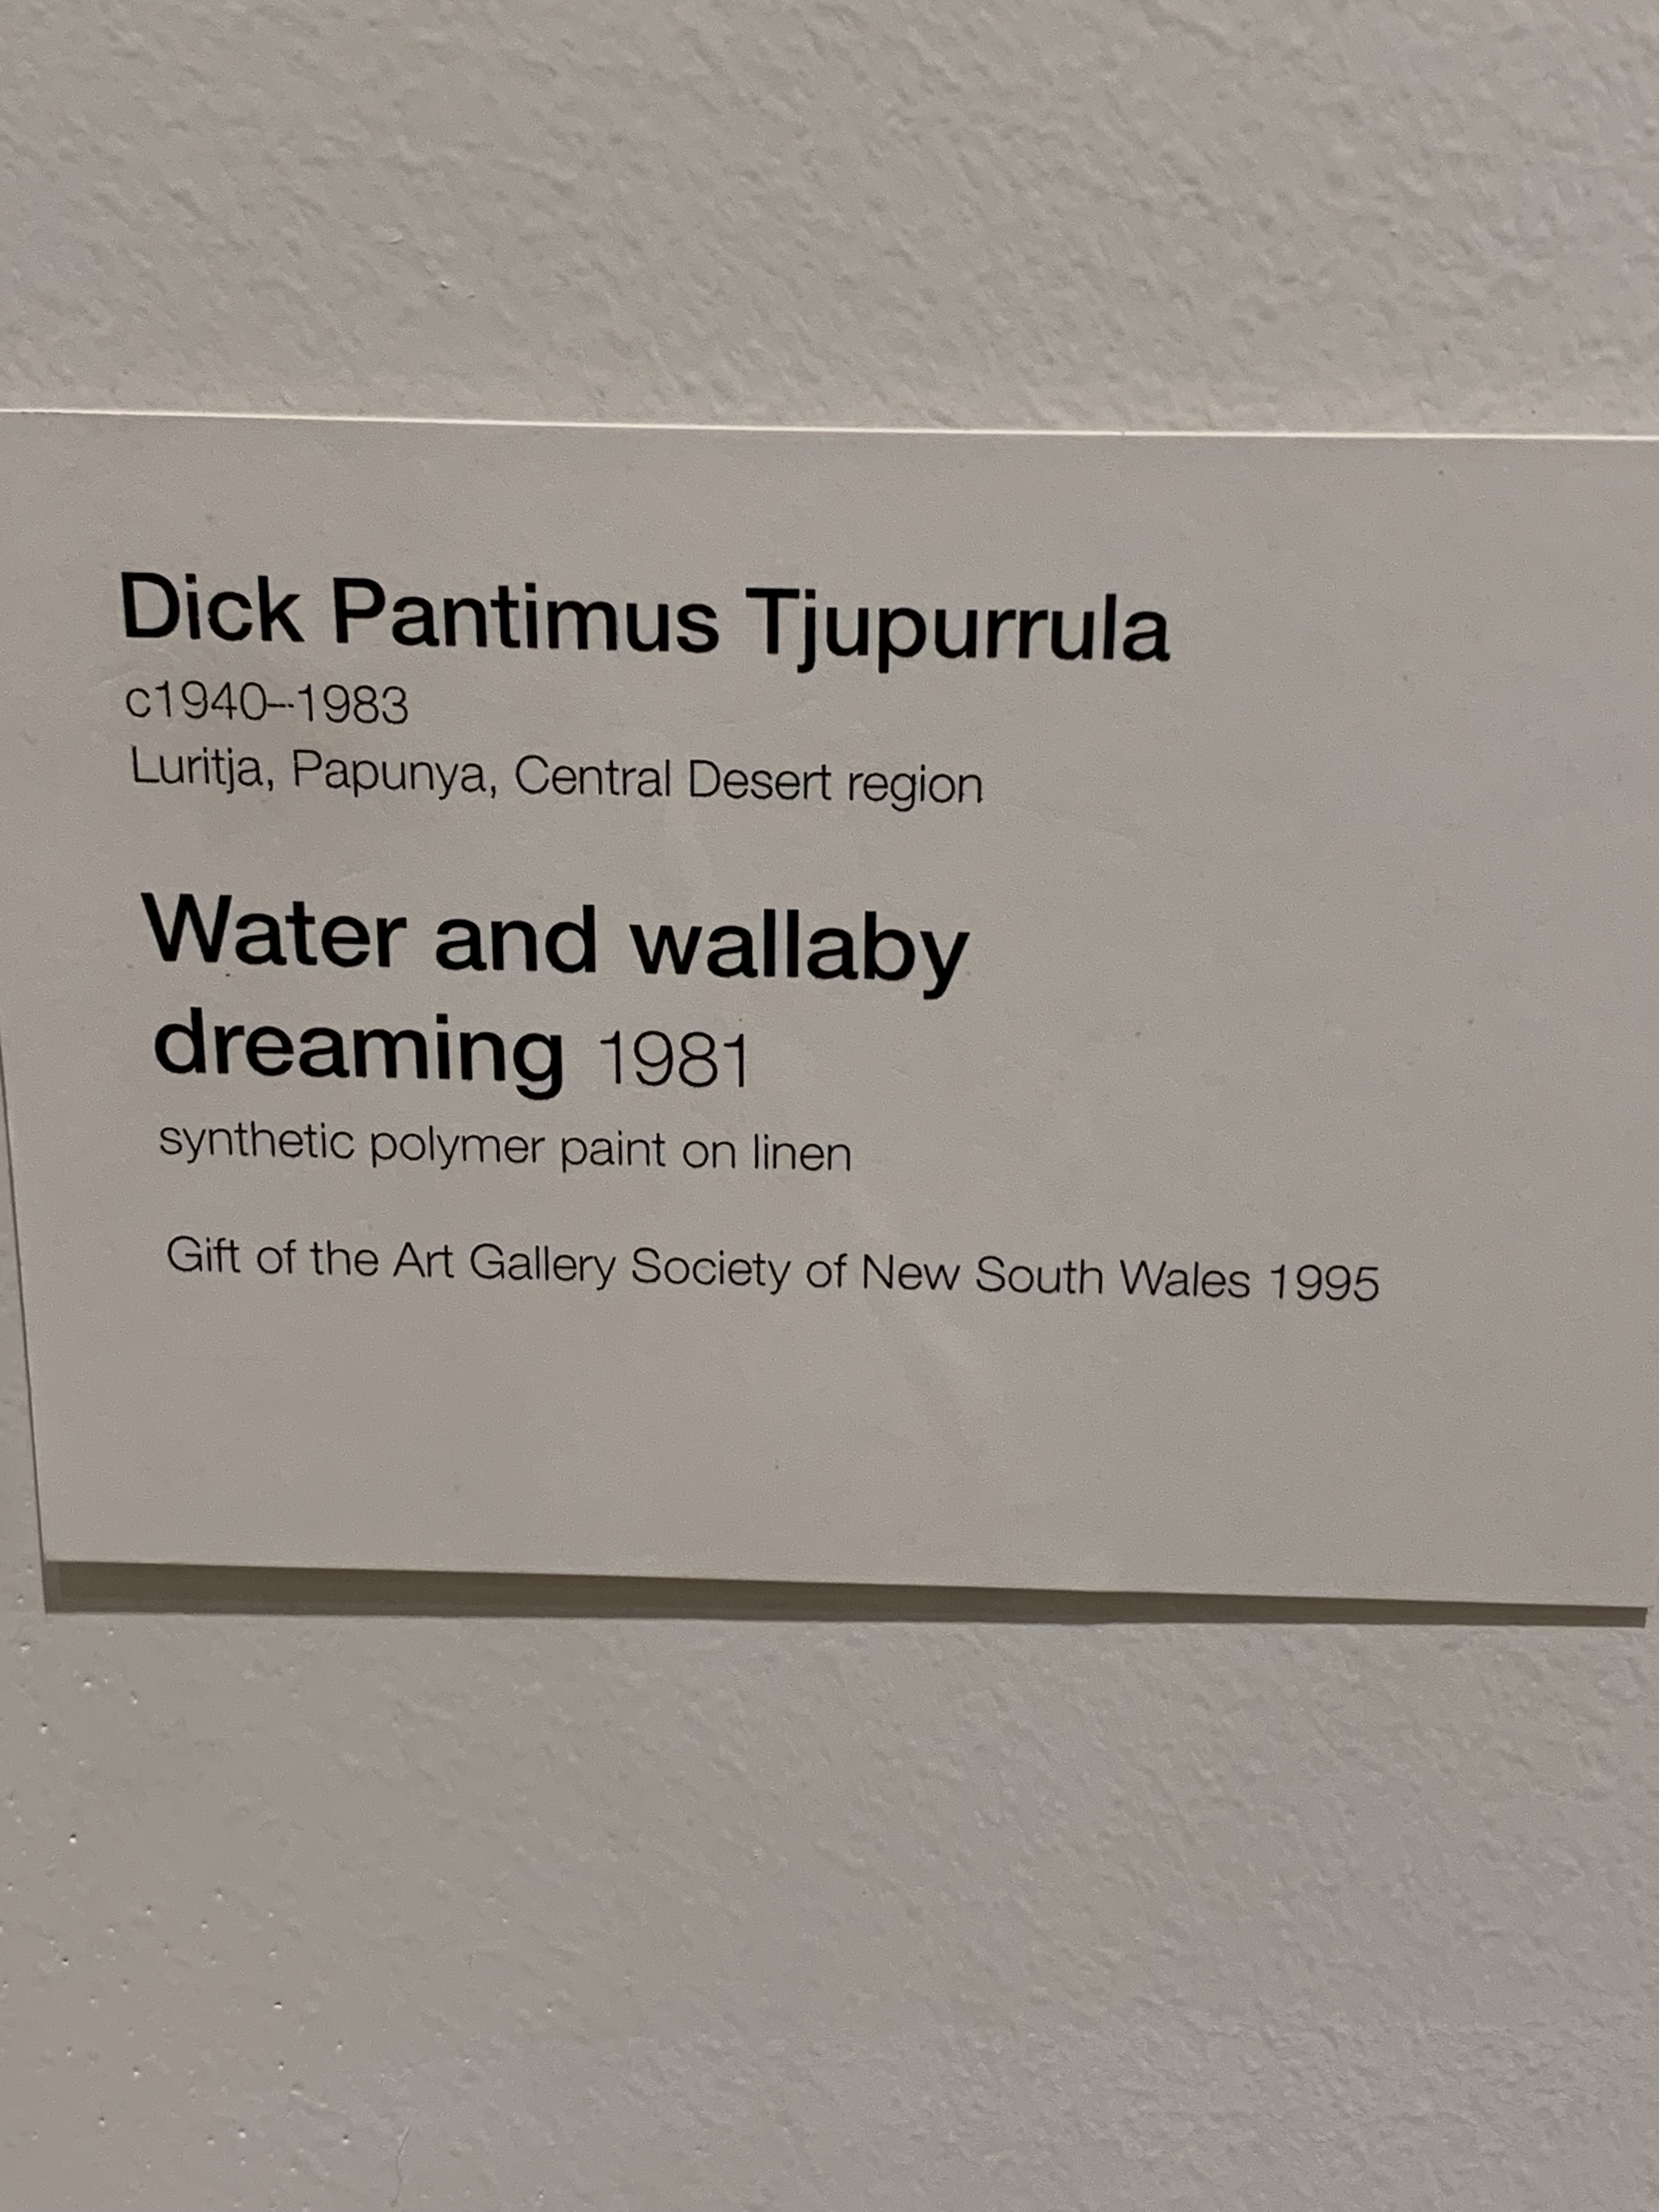 Dick Pantimus Tjupurrula
c1940–1983
Luritja, Papunya, Central Desert region
Water and wallaby
dreaming 1981
synthetic polymer paint on linen
Gift of the Art Gallery Society of New South Wales 1995